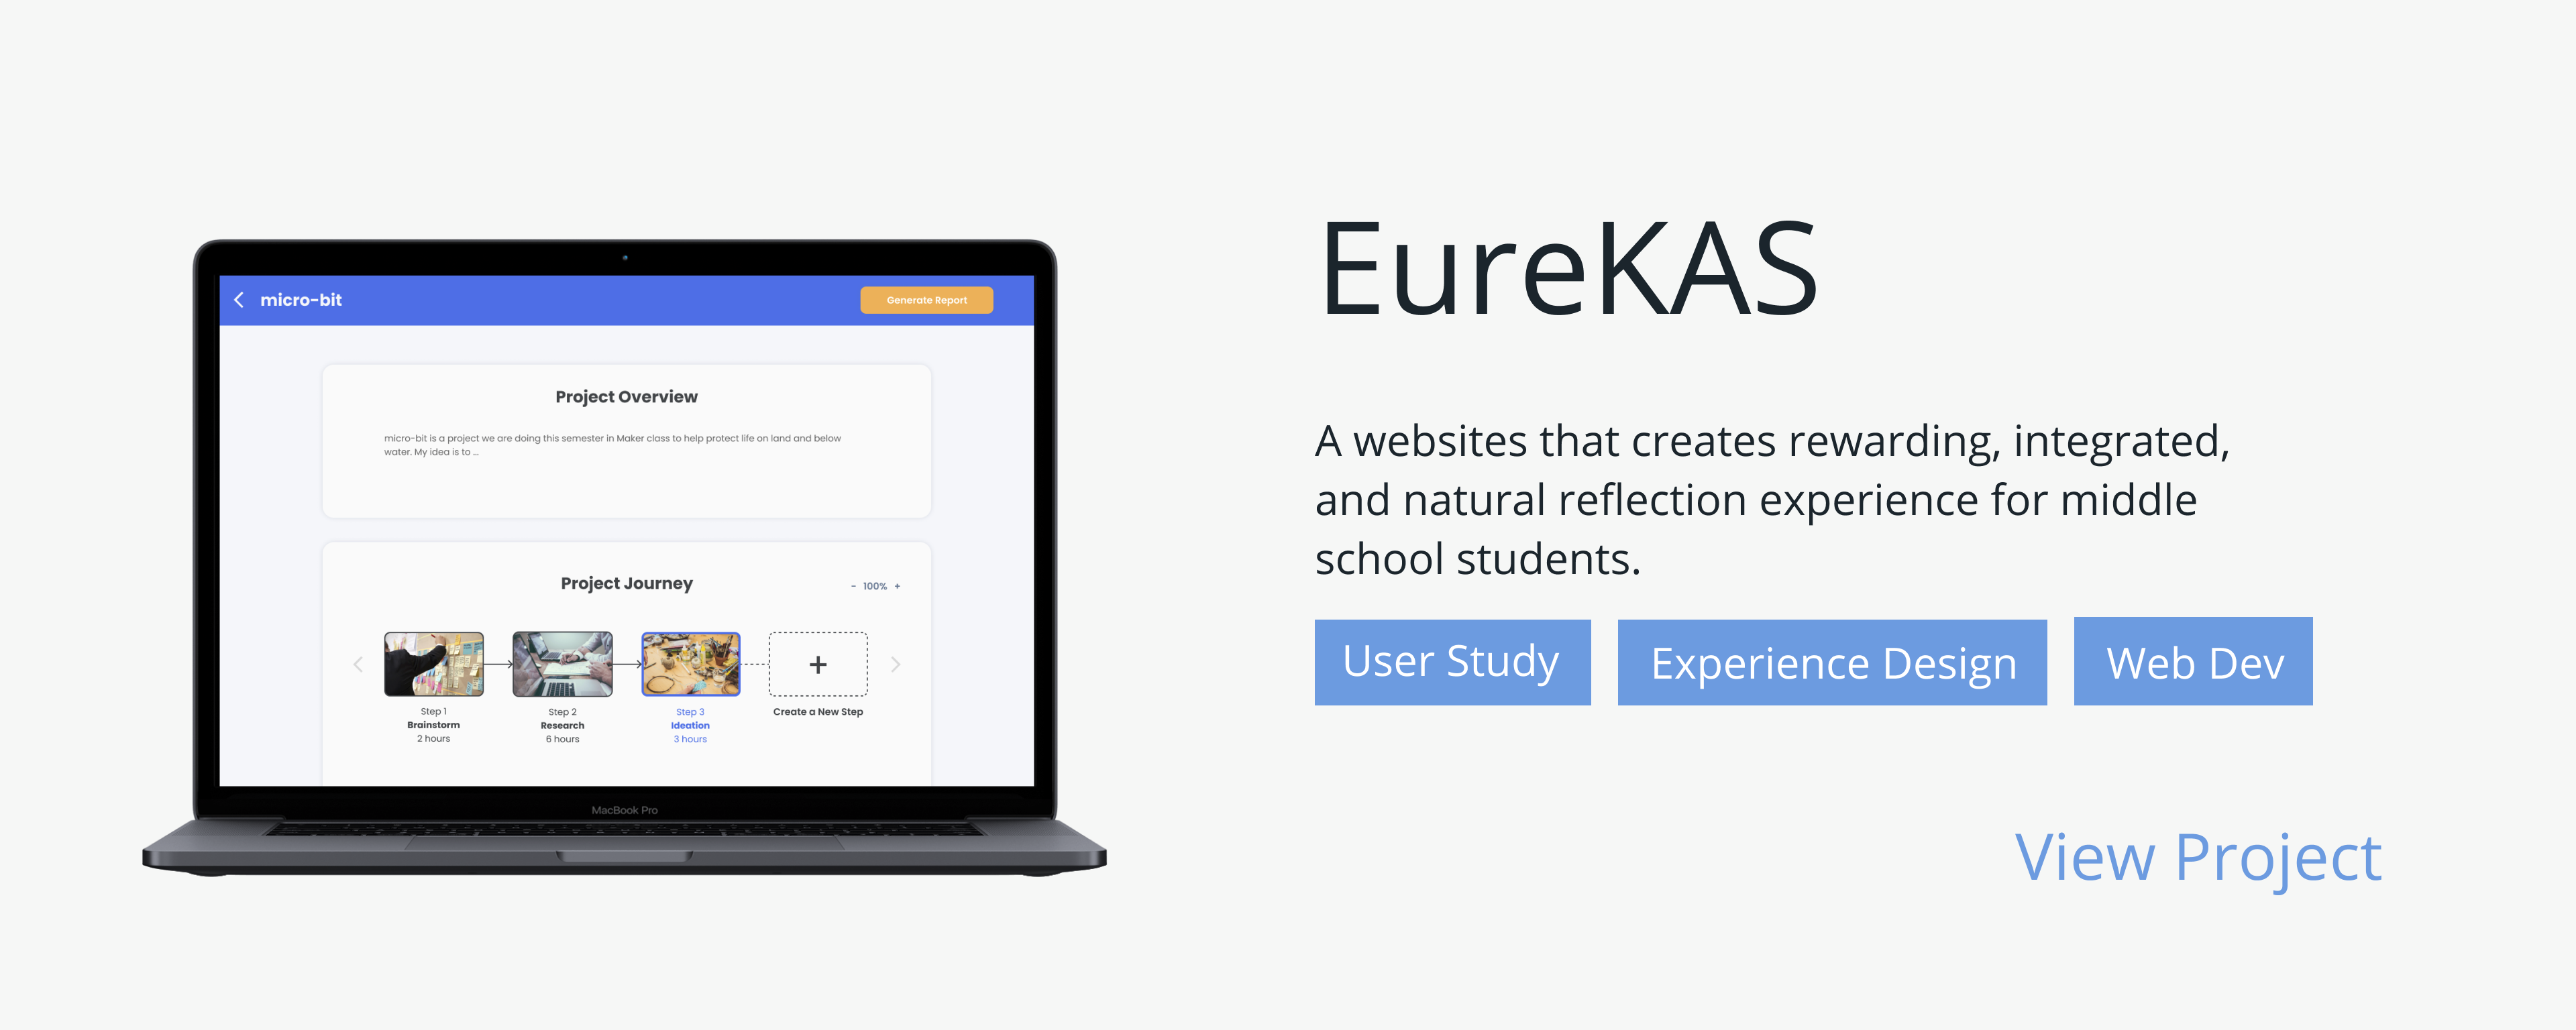 micro-bit
Generate Report
Project Overview
micro-bit is a project we are doing this semester in Maker class to help protect life on land and below
water. My idea is to ...
Project Journey
- 100% +
Step 1
Brainstorm
2 hours
Step 2
Research
6 hours
Step 3
Ideation
3 hours
+
Create a New Step
MacBook Pro
EureKAS
A websites that creates rewarding, integrated,
and natural reflection experience for middle
school students.
User Study
Experience Design
Web Dev
View Project